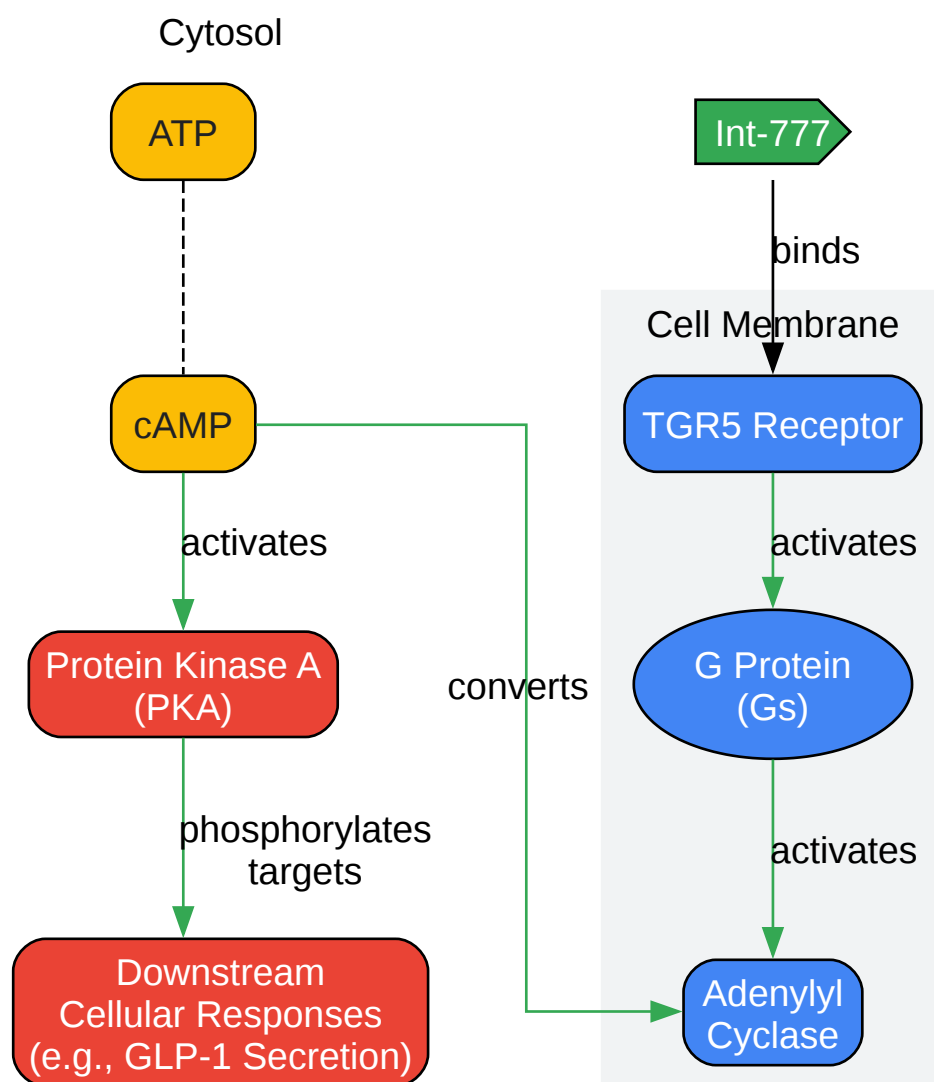 Cytosol
ATP
Int-777
binds
Cell Membrane
cAMP
TGR5 Receptor
activates
activates
Protein Kinase A
(PKA)
converts
G Protein
(Gs)
phosphorylates
targets
activates
Downstream
Cellular Responses
(e.g., GLP-1 Secretion)
Adenylyl
Cyclase